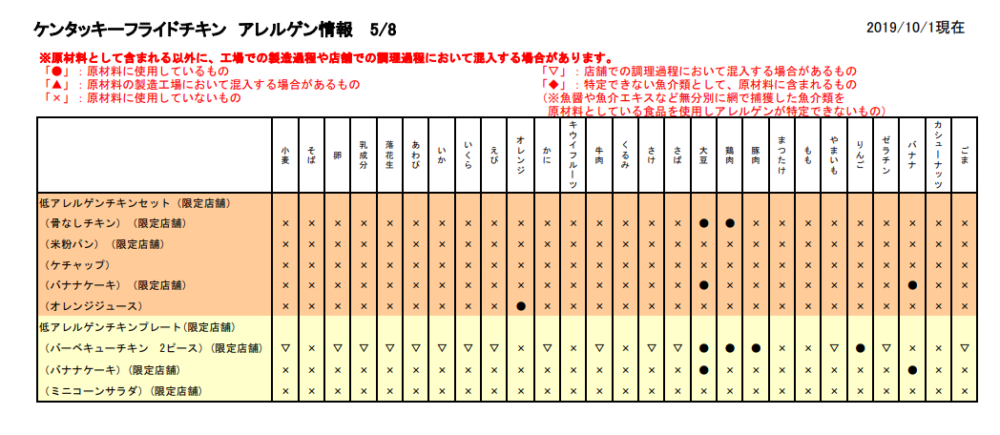 ケンタッキーフライドチキン　アレルゲン情報　5/8
2019/10/1現在
※原材料として含まれる以外に、工場での製造過程や店舗での調理過程において混入する場合があります。
「●」：原材料に使用しているもの
「▲」：原材料の製造工場において混入する場合があるもの
「×」：原材料に使用していないもの
「▽」：店舗での調理過程において混入する場合があるもの
「◆」：特定できない魚介類として、原材料に含まれるもの
（※魚醤や魚介エキスなど無分別に網で捕獲した魚介類を
原材料としている食品を使用しアレルゲンが特定できないもの）
小麦 そば 卵 乳成分 落花生 あわび いか いくら えび オレンジ かに キウイフルーツ 牛肉 くるみ さけ さば 大豆 鶏肉 豚肉 まつたけ もも やまいも りんご ゼラチン バナナ カシューナッツ ごま
低アレルゲンチキンセット（限定店舗）
（骨なしチキン）（限定店舗） × × × × × × × × × × × × × × × × ● ● × × × × × × × × ×
（米粉パン）（限定店舗） × × × × × × × × × × × × × × × × × × × × × × × × × × ×
（ケチャップ） × × × × × × × × × × × × × × × × × × × × × × × × × × ×
（バナナケーキ）（限定店舗） × × × × × × × × × × × × × × × × ● × × × × × × × ● × ×
（オレンジジュース） × × × × × × × × × ● × × × × × × × × × × × × × × × × ×
低アレルゲンチキンプレート(限定店舗)
（バーベキューチキン　2ピース）(限定店舗) ▽ × ▽ ▽ ▽ ▽ ▽ ▽ ▽ × ▽ × ▽ × ▽ ▽ ● ● ● × × ▽ ● ▽ × × ▽
（バナナケーキ）(限定店舗) × × × × × × × × × × × × × × × × ● × × × × × × × ● × ×
（ミニコーンサラダ）(限定店舗) × × × × × × × × × × × × × × × × × × × × × × × × × × ×